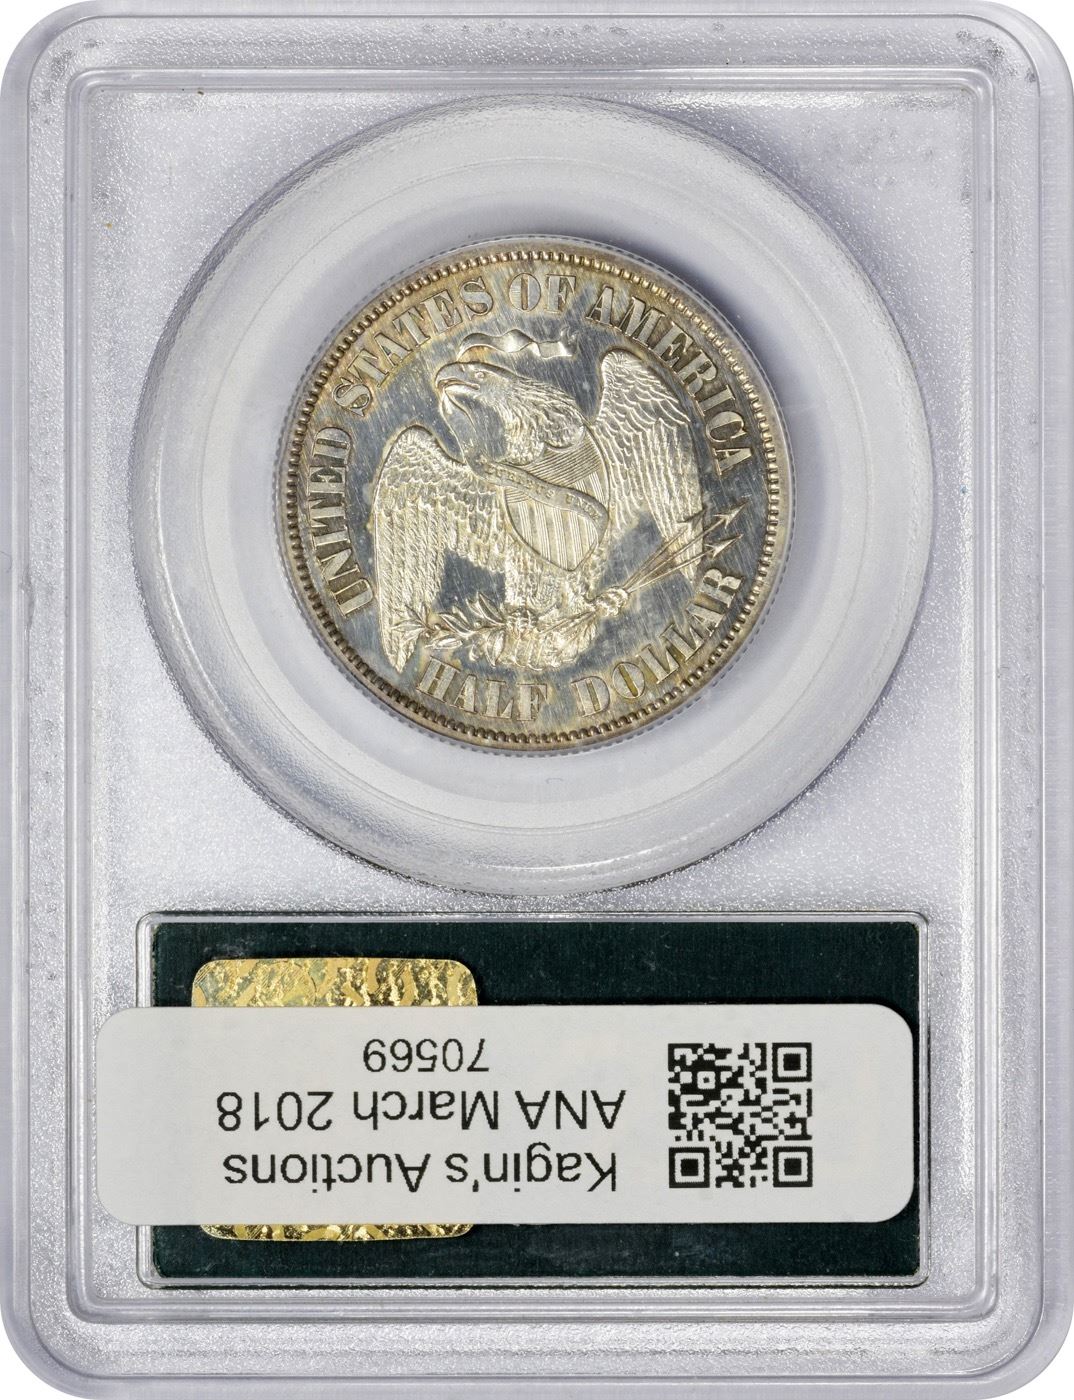 UNITED STATES OF AMERICA
HALF DOLLAR
Kagin's Auctions
ANA March 2018
70569